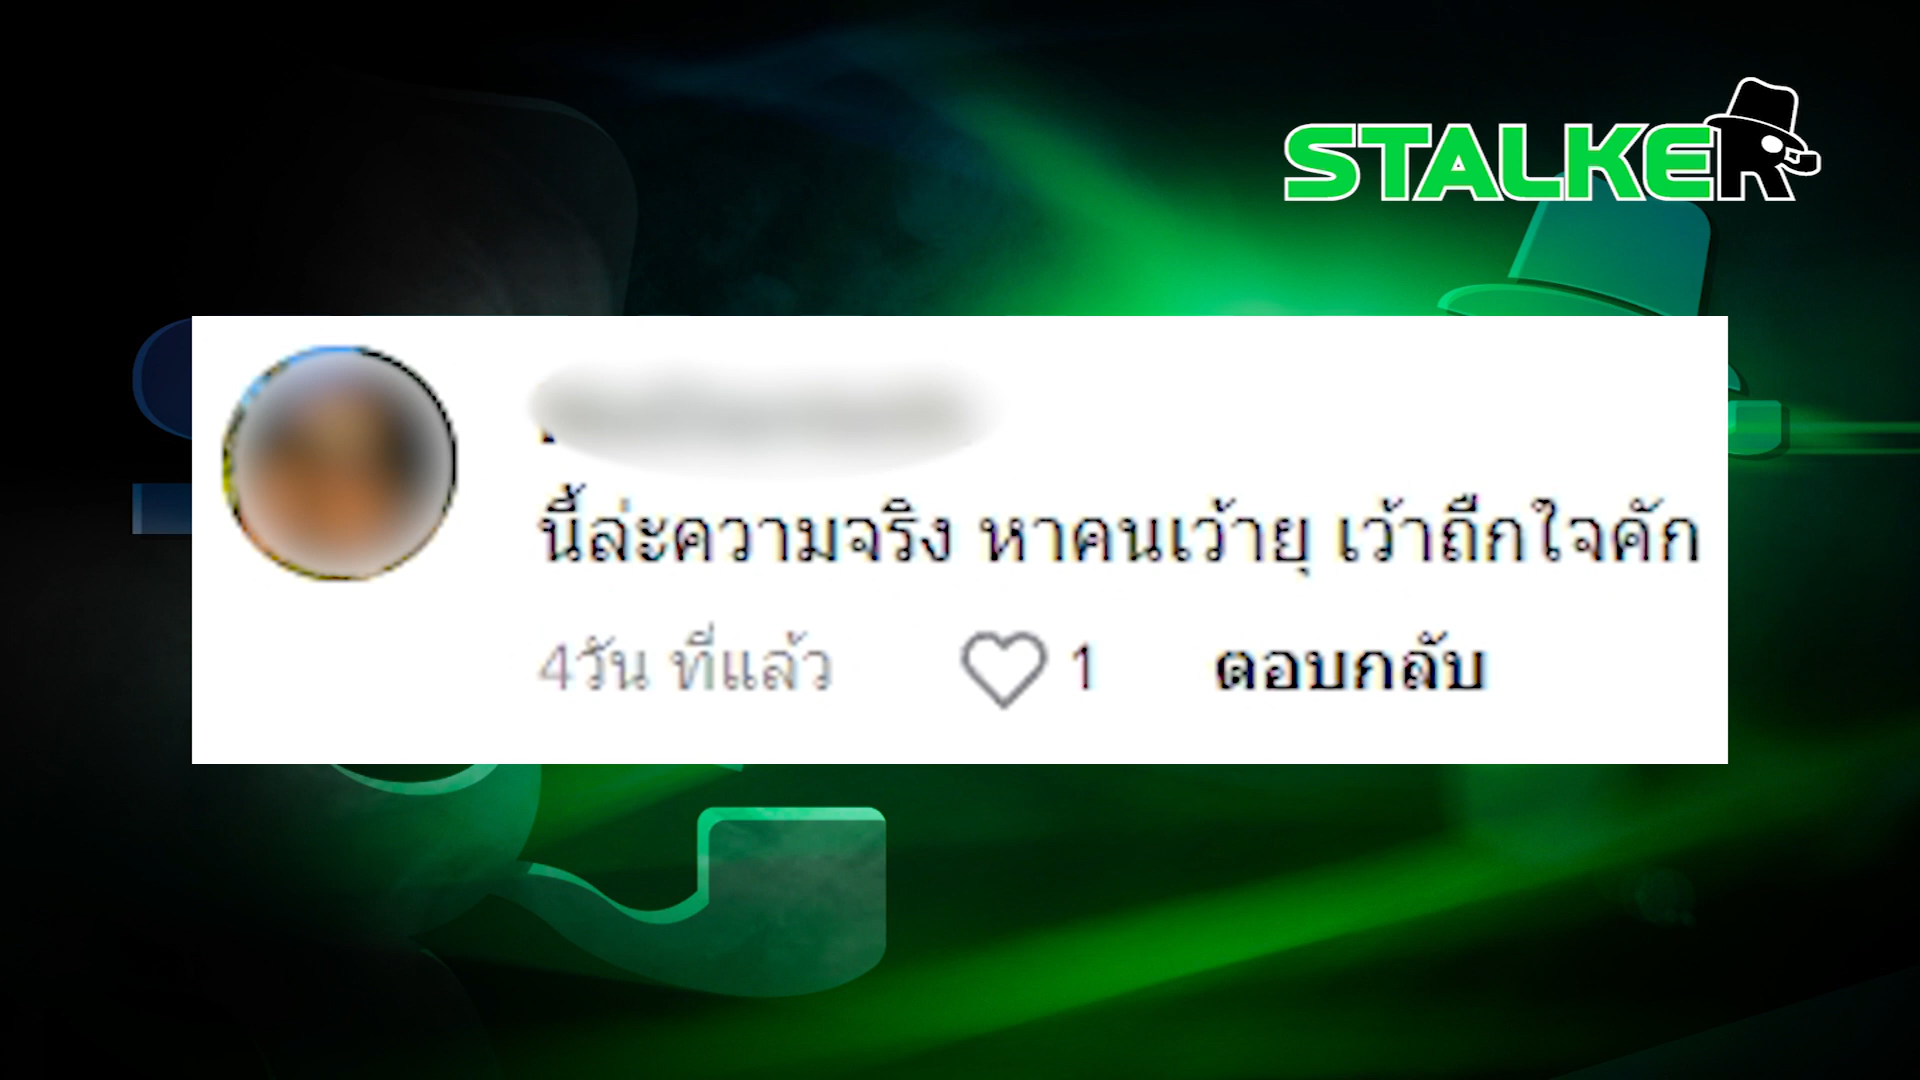 STALKER
นี้ล่ะความจริง หาคนเว้ายุ เว้าถืกใจคัก
4วัน ที่แล้ว 1 ตอบกลับ